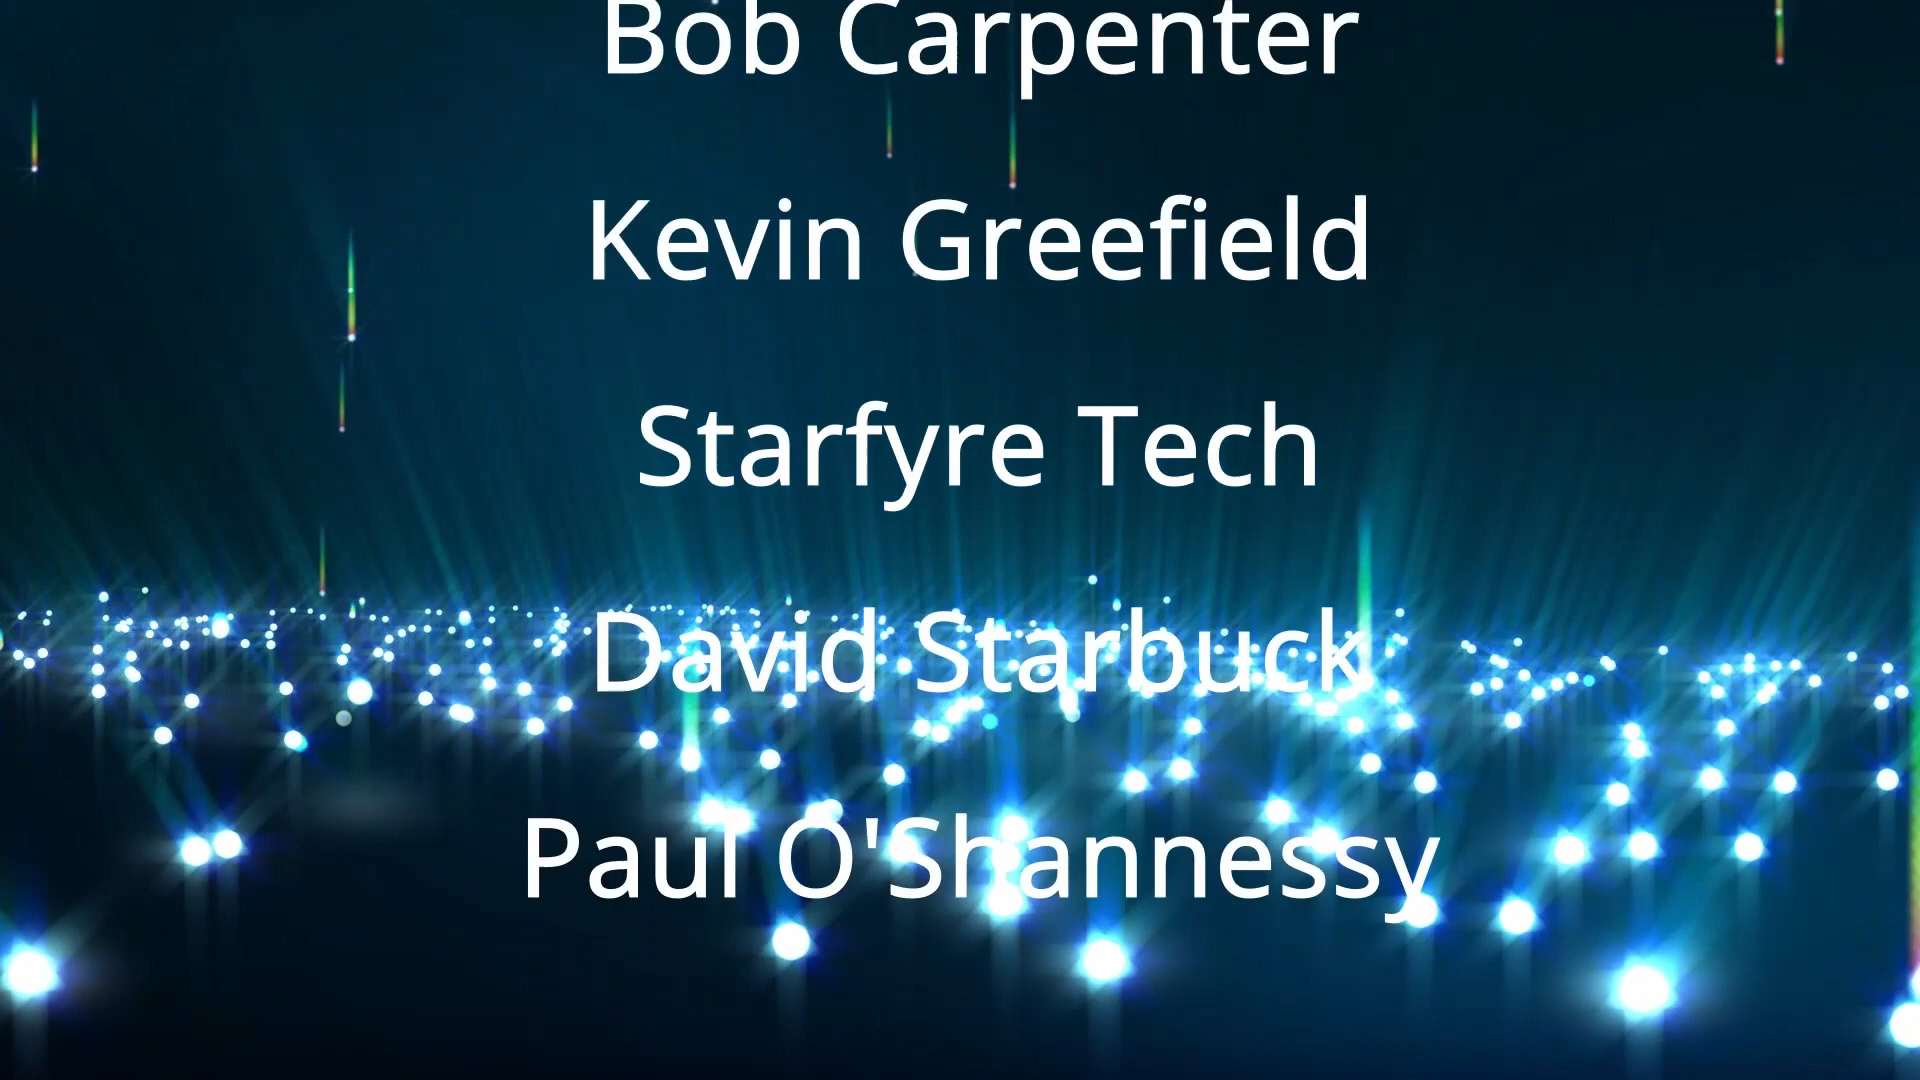 Bob Carpenter
Kevin Greefield
Starfyre Tech
David Starbuck
Paul O'Shannessy